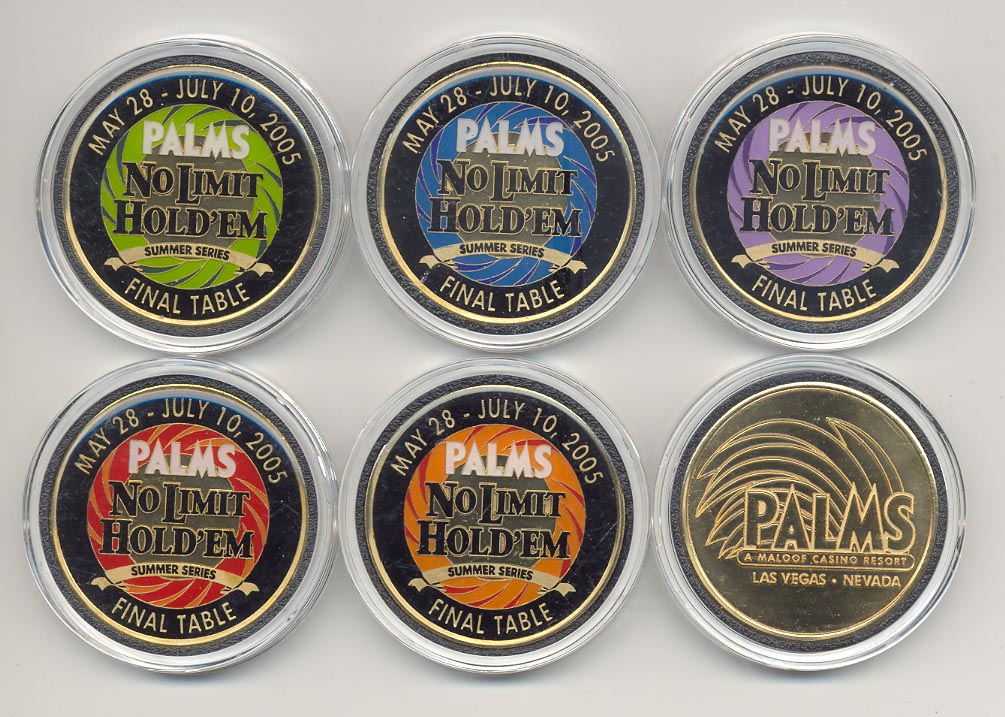 MAY 28 - JULY 10, 2005
PALMS
NO LIMIT
HOLD'EM
SUMMER SERIES
FINAL TABLE
MAY 28 - JULY 10, 2005
PALMS
NO LIMIT
HOLD'EM
SUMMER SERIES
FINAL TABLE
MAY 28 - JULY 10, 2005
PALMS
NO LIMIT
HOLD'EM
SUMMER SERIES
FINAL TABLE
MAY 28 - JULY 10, 2005
PALMS
NO LIMIT
HOLD'EM
SUMMER SERIES
FINAL TABLE
MAY 28 - JULY 10, 2005
PALMS
NO LIMIT
HOLD'EM
SUMMER SERIES
FINAL TABLE
PALMS
A MALOOF CASINO RESORT
LAS VEGAS • NEVADA